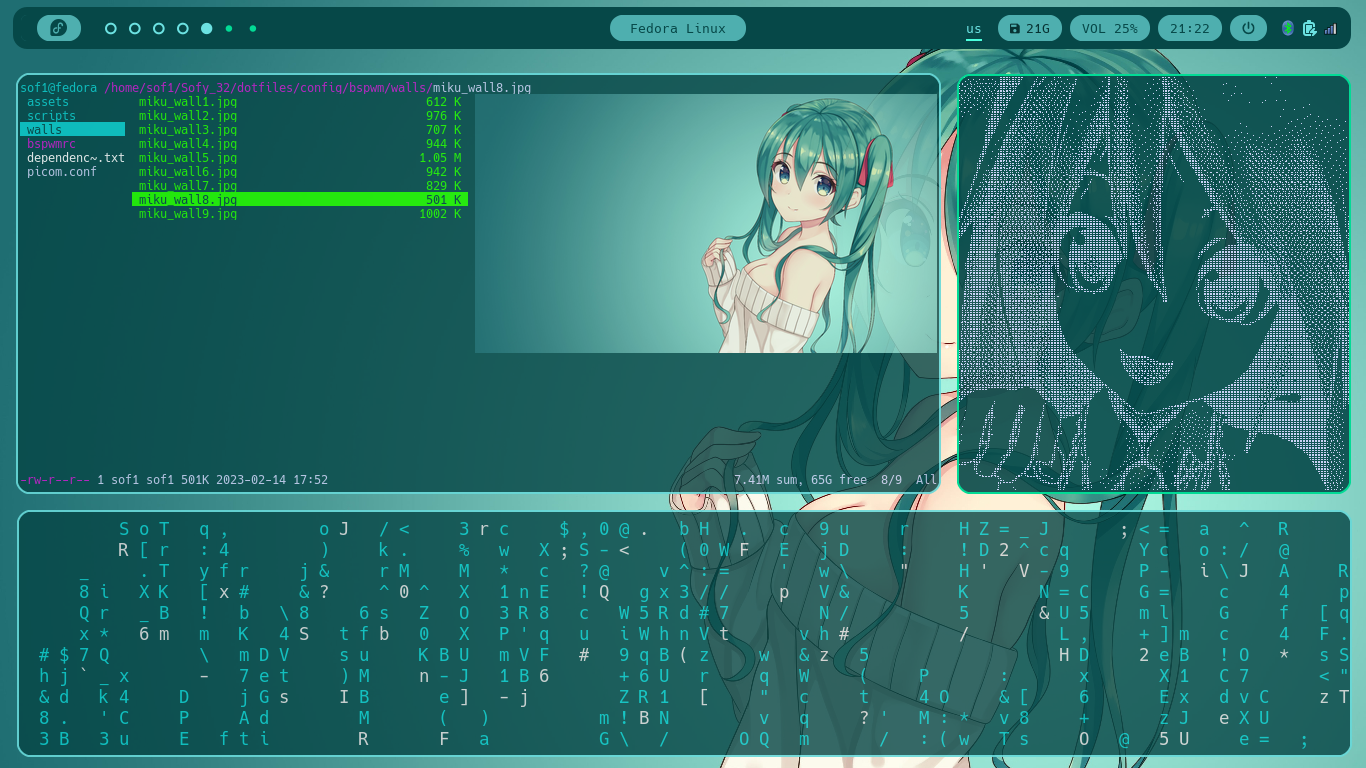 Fedora Linux
us
21G
VOL 25%
21:22
sof1@fedora /home/sof1/Sofy_32/dotfiles/config/bspwm/walls/miku_wall8.jpg
assets miku_wall1.jpg 612 K
scripts miku_wall2.jpg 976 K
walls miku_wall3.jpg 707 K
bspwmrc miku_wall4.jpg 944 K
dependenc~.txt miku_wall5.jpg 1.05 M
picom.conf miku_wall6.jpg 942 K
miku_wall7.jpg 829 K
miku_wall8.jpg 501 K
miku_wall9.jpg 1002 K
-rw-r--r-- 1 sof1 sof1 501K 2023-02-14 17:52 7.41M sum, 65G free 8/9 All
S o T q , o J / < 3 r c $ , 0 @ . b H . c 9 u r H Z = _ J ; < = a ^ R
R [ r : 4 ) k . % w X ; S - < ( 0 W F E j D : ! D 2 ^ c q Y c o : / @
_ . T y f r j & r M M * c ? @ v ^ : = ' w \ " H ' V - 9 P - i \ J A R
8 i X K [ x # & ? ^ 0 ^ X 1 n E ! Q g x 3 / / p V & K N = C G = c 4 p
Q r _ B ! b \ 8 6 s Z O 3 R 8 c W 5 R d # 7 N / 5 & U 5 m l G f [ q
x * 6 m m K 4 S t f b 0 X P ' q u i W h n V t v h # / L , + ] m c 4 F .
# $ 7 Q \ m D V s u K B U m V F # 9 q B ( z w & z 5 H D 2 e B ! O * s S
h j ` _ x - 7 e t ) M n - J 1 B 6 + 6 U r q W ( P : x < X 1 C 7 < "
& d k 4 D j G s I B e ] - j Z R 1 [ " c t 4 O & [ 6 E x d v C z T
8 . ' C P A d M ( ) m ! B N v q ? ' M : * v 8 + z J e X U
3 B 3 u E f t i R F a G \ / O Q m / : ( w T s O @ 5 U e = ;